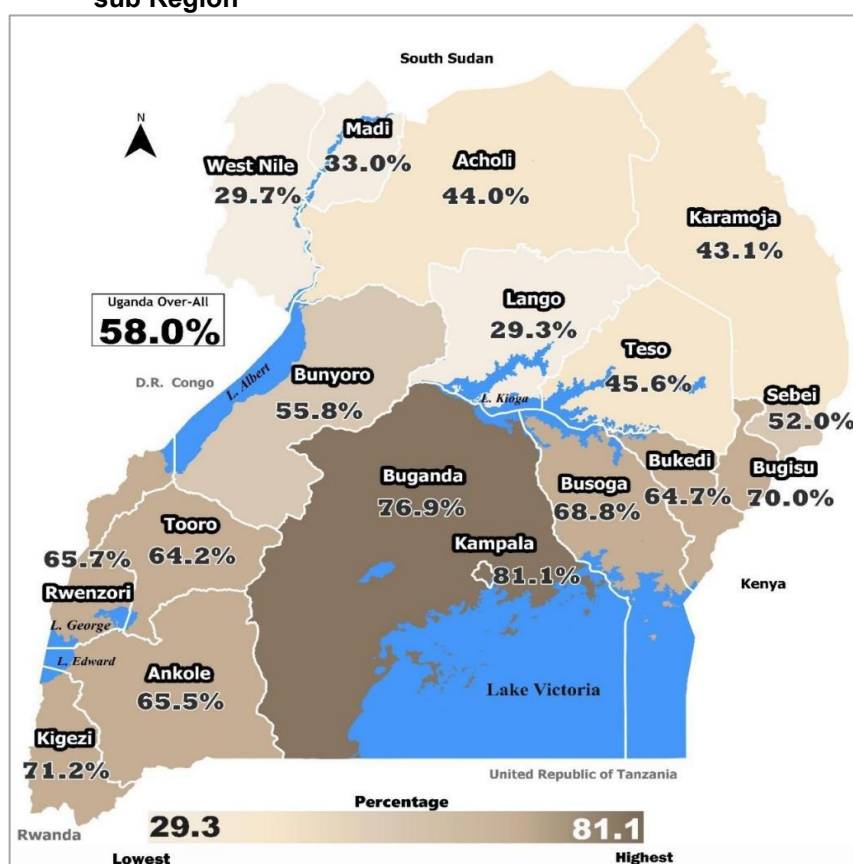 sub Region
South Sudan
N
Madi
33.0%
West Nile
29.7%
Acholi
44.0%
Karamoja
43.1%
Uganda Over-All
58.0%
Lango
29.3%
Teso
45.6%
D.R. Congo
L. Albert
Bunyoro
55.8%
L. Kioga
Sebei
52.0%
Buganda
76.9%
Busoga
68.8%
Bukedi
64.7%
Bugisu
70.0%
Tooro
64.2%
65.7%
Rwenzori
Kampala
81.1%
Kenya
L. George
L. Edward
Ankole
65.5%
Lake Victoria
Kigezi
71.2%
United Republic of Tanzania
Percentage
29.3
81.1
Rwanda
Lowest
Highest